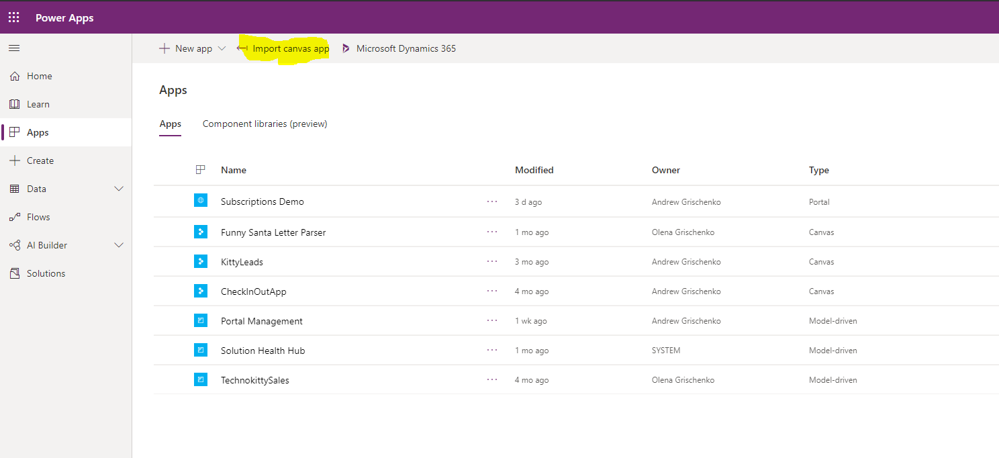 Power Apps
New app Import canvas app Microsoft Dynamics 365
Home
Learn
Apps
Create
Data
Flows
AI Builder
Solutions
Apps
Apps Component libraries (preview)
Name Modified Owner Type
Subscriptions Demo ... 3 d ago Andrew Grischenko Portal
Funny Santa Letter Parser ... 1 mo ago Olena Grischenko Canvas
KittyLeads ... 3 mo ago Andrew Grischenko Canvas
CheckInOutApp ... 4 mo ago Andrew Grischenko Canvas
Portal Management ... 1 wk ago Andrew Grischenko Model-driven
Solution Health Hub ... 1 mo ago SYSTEM Model-driven
TechnokittySales ... 4 mo ago Olena Grischenko Model-driven